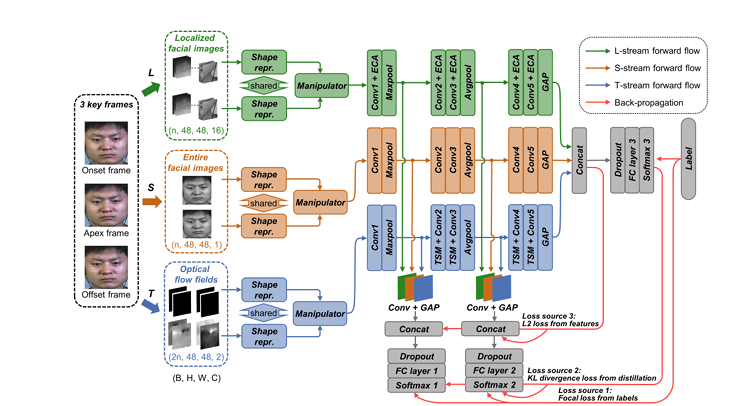 3 key frames
Onset frame
Apex frame
Offset frame
L
S
T
Localized
facial images
(n, 48, 48, 16)
Entire
facial images
(n, 48, 48, 1)
Optical
flow fields
(2n, 48, 48, 2)
(B, H, W, C)
Shape
repr.
shared
Shape
repr.
Manipulator
Shape
repr.
shared
Shape
repr.
Manipulator
Shape
repr.
shared
Shape
repr.
Manipulator
Conv1 + ECA
Maxpool
Conv2 + ECA
Conv3 + ECA
Avgpool
Conv4 + ECA
Conv5 + ECA
GAP
Conv1
Maxpool
Conv2
Conv3
Avgpool
Conv4
Conv5
GAP
Conv1
Maxpool
TSM + Conv2
TSM + Conv3
Avgpool
TSM + Conv4
TSM + Conv5
GAP
Concat
Dropout
FC layer 3
Softmax 3
Label
L-stream forward flow
S-stream forward flow
T-stream forward flow
Back-propagation
Conv + GAP
Conv + GAP
Concat
Concat
Dropout
FC layer 1
Softmax 1
Dropout
FC layer 2
Softmax 2
Loss source 3:
L2 loss from features
Loss source 2:
KL divergence loss from distillation
Loss source 1:
Focal loss from labels